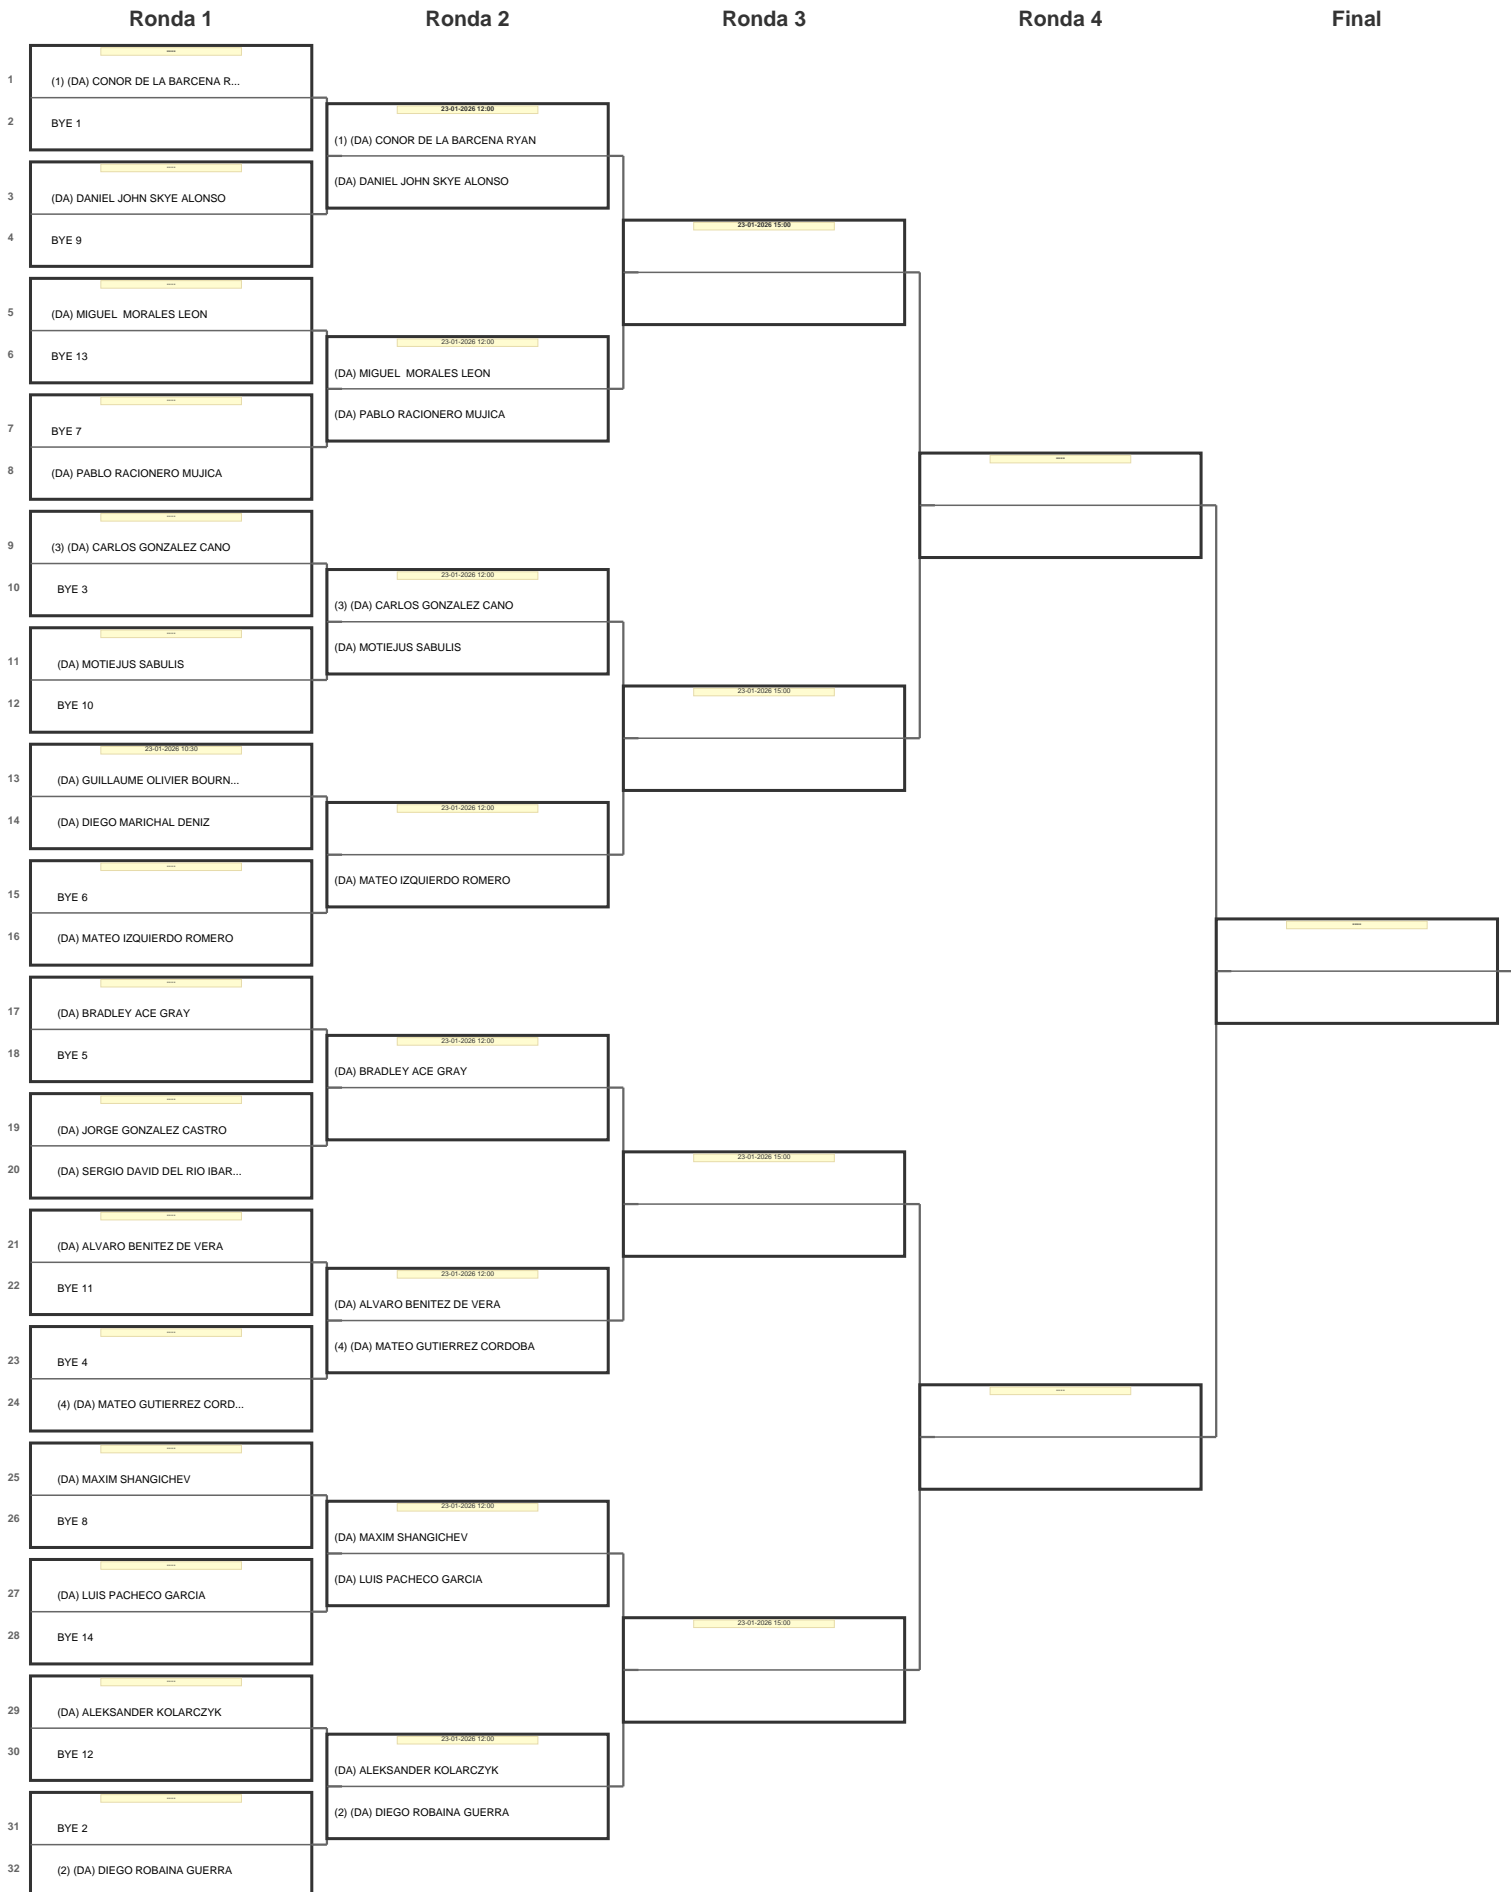 Ronda 1
Ronda 2
Ronda 3
Ronda 4
Final
----
1 (1) (DA) CONOR DE LA BARCENA R...
2 BYE 1
----
3 (DA) DANIEL JOHN SKYE ALONSO
4 BYE 9
----
5 (DA) MIGUEL MORALES LEON
6 BYE 13
----
7 BYE 7
8 (DA) PABLO RACIONERO MUJICA
----
9 (3) (DA) CARLOS GONZALEZ CANO
10 BYE 3
----
11 (DA) MOTIEJUS SABULIS
12 BYE 10
23-01-2026 10:30
13 (DA) GUILLAUME OLIVIER BOURN...
14 (DA) DIEGO MARICHAL DENIZ
----
15 BYE 6
16 (DA) MATEO IZQUIERDO ROMERO
----
17 (DA) BRADLEY ACE GRAY
18 BYE 5
----
19 (DA) JORGE GONZALEZ CASTRO
20 (DA) SERGIO DAVID DEL RIO IBAR...
----
21 (DA) ALVARO BENITEZ DE VERA
22 BYE 11
----
23 BYE 4
24 (4) (DA) MATEO GUTIERREZ CORD...
----
25 (DA) MAXIM SHANGICHEV
26 BYE 8
----
27 (DA) LUIS PACHECO GARCIA
28 BYE 14
----
29 (DA) ALEKSANDER KOLARCZYK
30 BYE 12
----
31 BYE 2
32 (2) (DA) DIEGO ROBAINA GUERRA
23-01-2026 12:00
(1) (DA) CONOR DE LA BARCENA RYAN
(DA) DANIEL JOHN SKYE ALONSO
23-01-2026 12:00
(DA) MIGUEL MORALES LEON
(DA) PABLO RACIONERO MUJICA
23-01-2026 12:00
(3) (DA) CARLOS GONZALEZ CANO
(DA) MOTIEJUS SABULIS
23-01-2026 12:00
(DA) MATEO IZQUIERDO ROMERO
23-01-2026 12:00
(DA) BRADLEY ACE GRAY
23-01-2026 12:00
(DA) ALVARO BENITEZ DE VERA
(4) (DA) MATEO GUTIERREZ CORDOBA
23-01-2026 12:00
(DA) MAXIM SHANGICHEV
(DA) LUIS PACHECO GARCIA
23-01-2026 12:00
(DA) ALEKSANDER KOLARCZYK
(2) (DA) DIEGO ROBAINA GUERRA
23-01-2026 15:00
23-01-2026 15:00
23-01-2026 15:00
23-01-2026 15:00
----
----
----